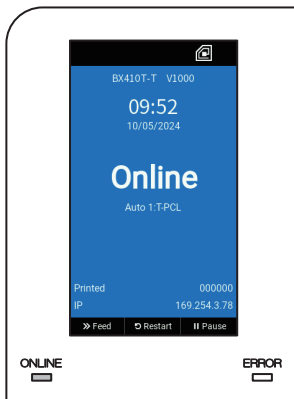 BX410T-T V1000
09:52
10/05/2024
Online
Auto 1:T-PCL
Printed 000000
IP 169.254.3.78
Feed Restart Pause
ONLINE ERROR